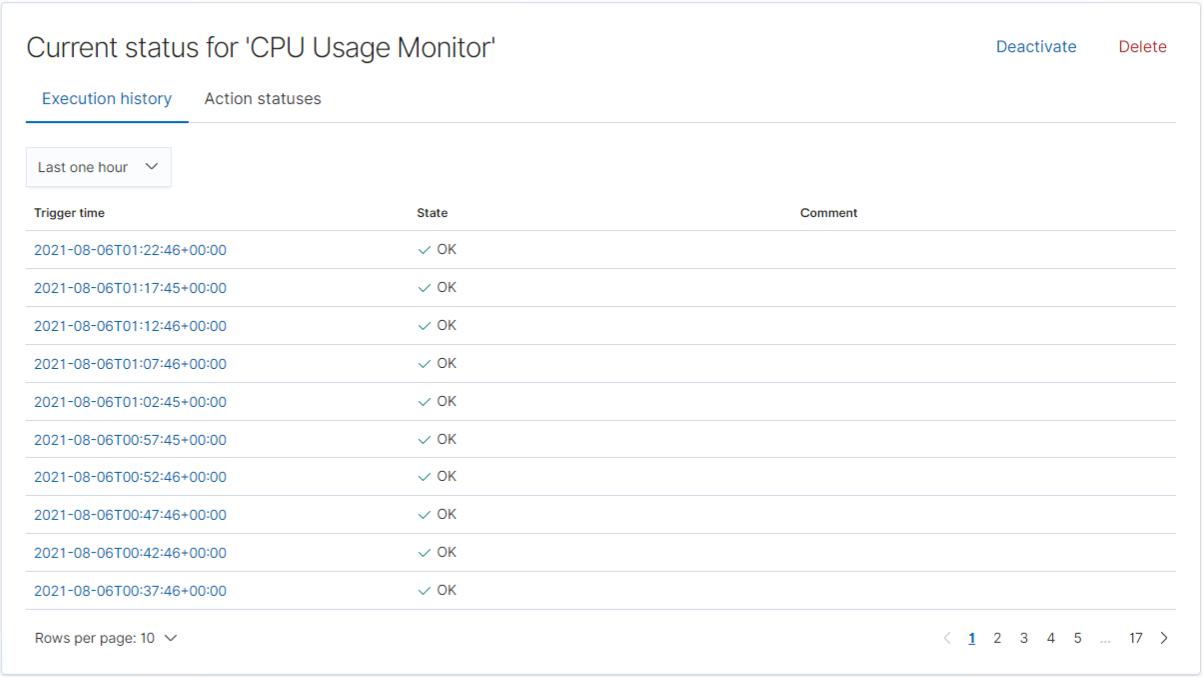 Current status for 'CPU Usage Monitor'
Deactivate
Delete
Execution history
Action statuses
Last one hour
Trigger time State Comment
2021-08-06T01:22:46+00:00 OK
2021-08-06T01:17:45+00:00 OK
2021-08-06T01:12:46+00:00 OK
2021-08-06T01:07:46+00:00 OK
2021-08-06T01:02:45+00:00 OK
2021-08-06T00:57:45+00:00 OK
2021-08-06T00:52:46+00:00 OK
2021-08-06T00:47:46+00:00 OK
2021-08-06T00:42:46+00:00 OK
2021-08-06T00:37:46+00:00 OK
Rows per page: 10
1 2 3 4 5 ... 17